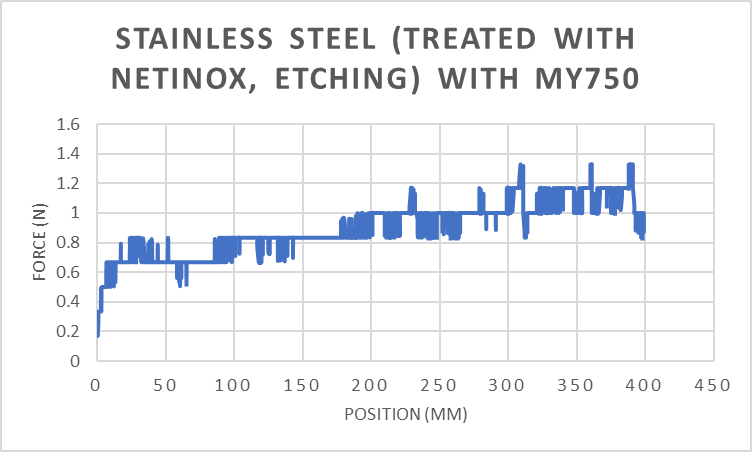 STAINLESS STEEL (TREATED WITH
NETINOX, ETCHING) WITH MY750
1.6
1.4
1.2
1
0.8
0.6
0.4
0.2
0
FORCE (N)
0 50 100 150 200 250 300 350 400 450
POSITION (MM)